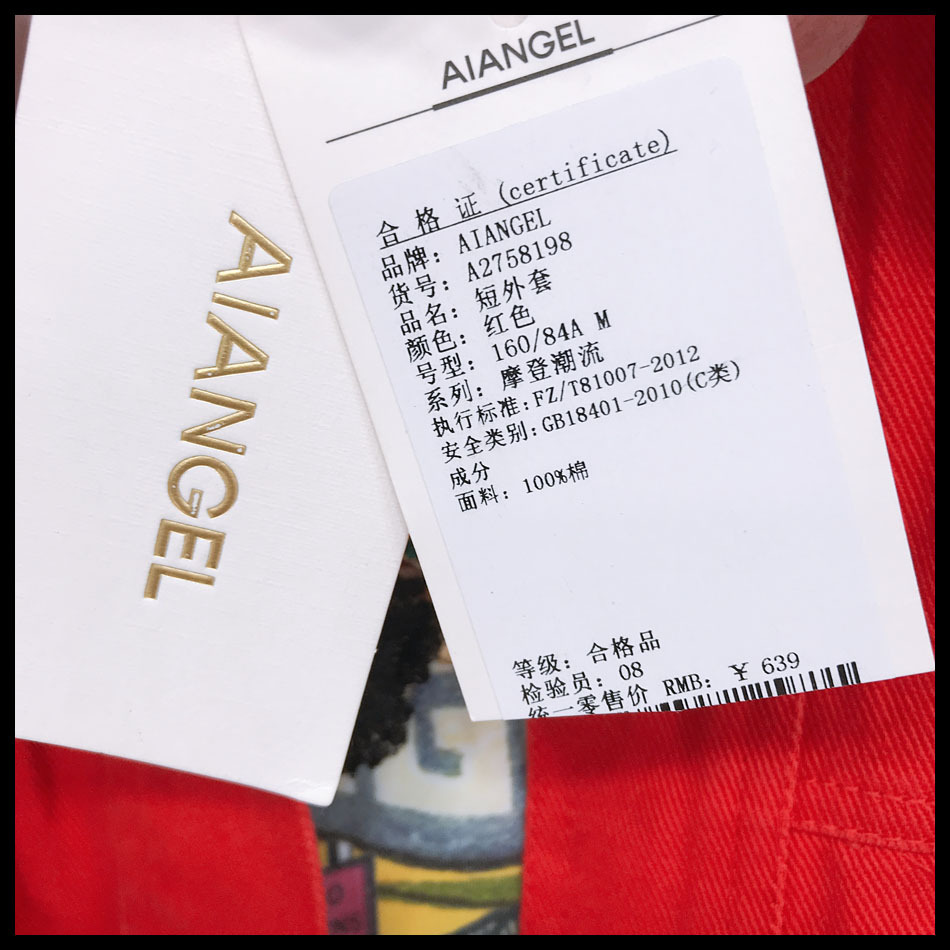 AIANGEL
AIANGEL
合格证(certificate)
品牌: AIANGEL
货号: A2758198
品名: 短外套
颜色: 红色
号型: 160/84A M
系列: 摩登潮流
执行标准:FZ/T81007-2012
安全类别:GB18401-2010(C类)
成分
面料: 100%棉
等级: 合格品
检验员: 08
统一零售价 RMB: ¥ 639